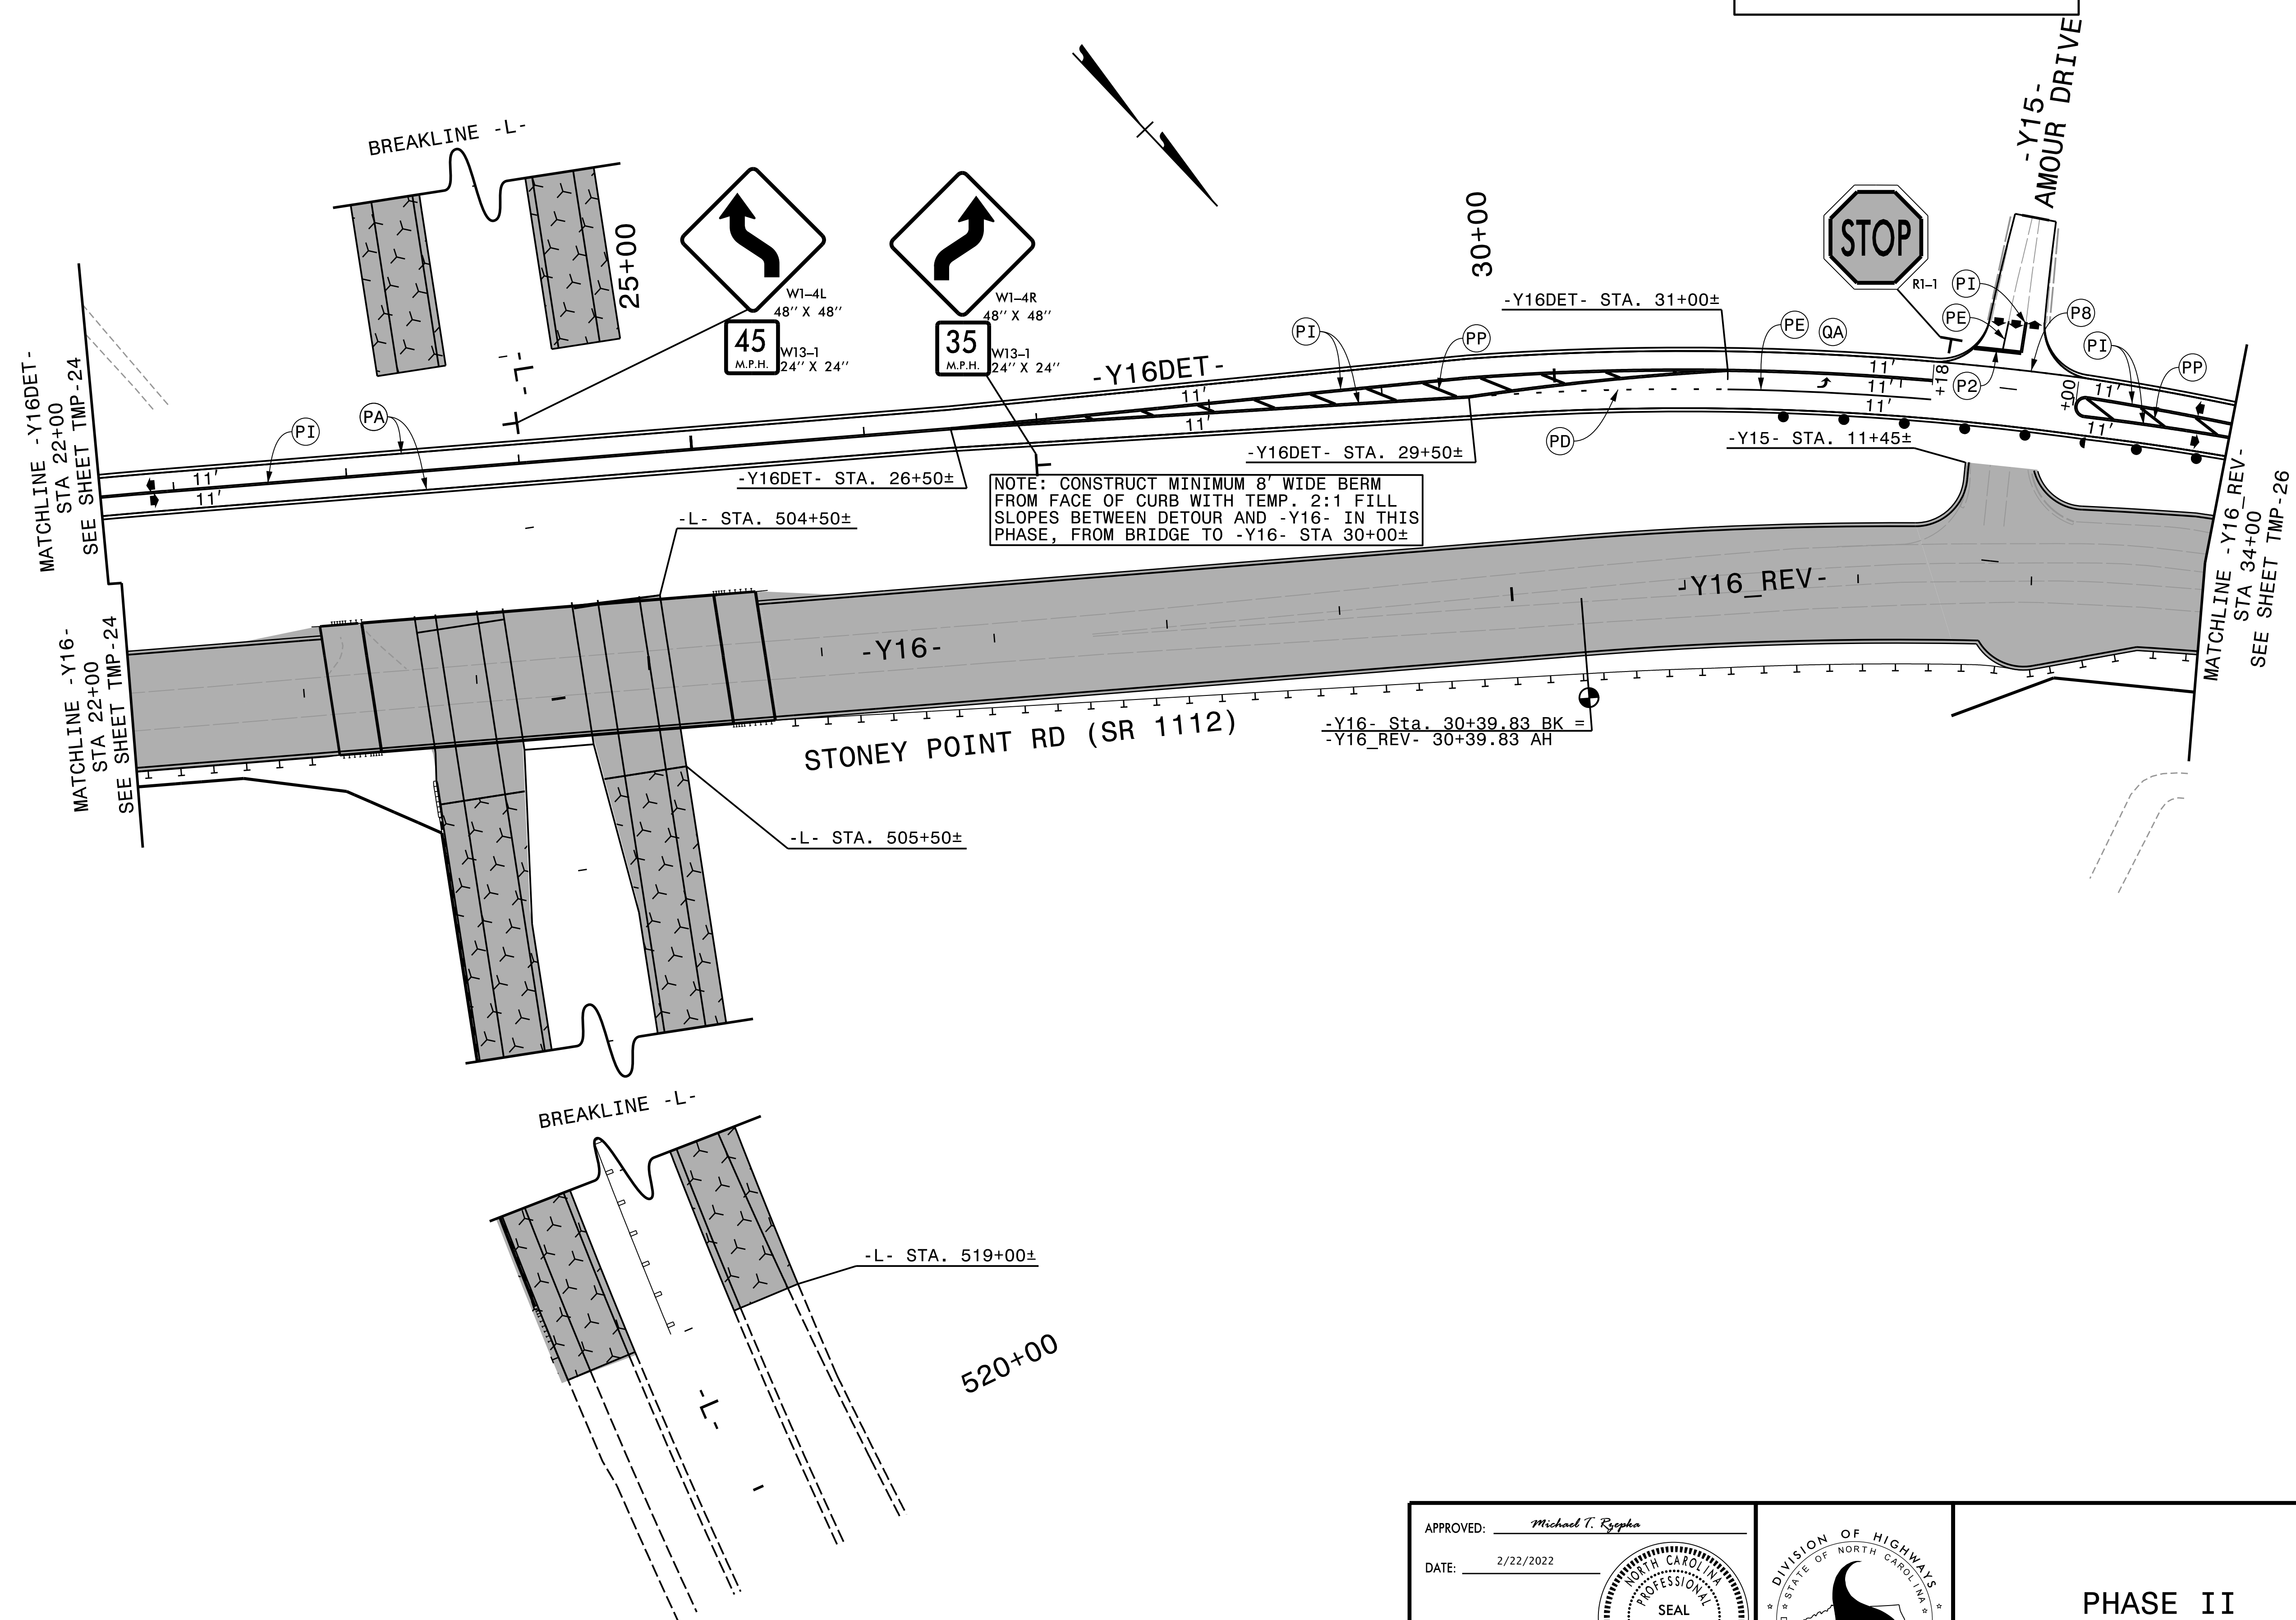 -Y15-
AMOUR DRIVE
BREAKLINE -L-
25+00
30+00
W1-4L
48'' X 48''
45
M.P.H.
W13-1
24'' X 24''
W1-4R
48'' X 48''
35
M.P.H.
W13-1
24'' X 24''
STOP
R1-1
PI
PE
P8
P2
PI
PP
-Y16DET- STA. 31+00±
PE
QA
PI
PP
PD
-Y16DET-
-L-
PI
PA
11'
11'
11'
11'
11'
11'
11'
+18
+00
11'
11'
-Y15- STA. 11+45±
-Y16DET- STA. 29+50±
-Y16DET- STA. 26+50±
MATCHLINE -Y16DET-
STA 22+00
SEE SHEET TMP-24
NOTE: CONSTRUCT MINIMUM 8' WIDE BERM
FROM FACE OF CURB WITH TEMP. 2:1 FILL
SLOPES BETWEEN DETOUR AND -Y16- IN THIS
PHASE, FROM BRIDGE TO -Y16- STA 30+00±
-L- STA. 504+50±
MATCHLINE -Y16_REV-
STA 34+00
SEE SHEET TMP-26
-Y16_REV-
-Y16-
MATCHLINE -Y16-
STA 22+00
SEE SHEET TMP-24
STONEY POINT RD (SR 1112)
-Y16- Sta. 30+39.83 BK =
-Y16_REV- 30+39.83 AH
-L- STA. 505+50±
BREAKLINE -L-
-L- STA. 519+00±
520+00
-L-
APPROVED: Michael T. Rzepka
DATE: 2/22/2022
NORTH CAROLINA
PROFESSIONAL
SEAL
DIVISION OF HIGHWAYS
STATE OF NORTH CAROLINA
PHASE II